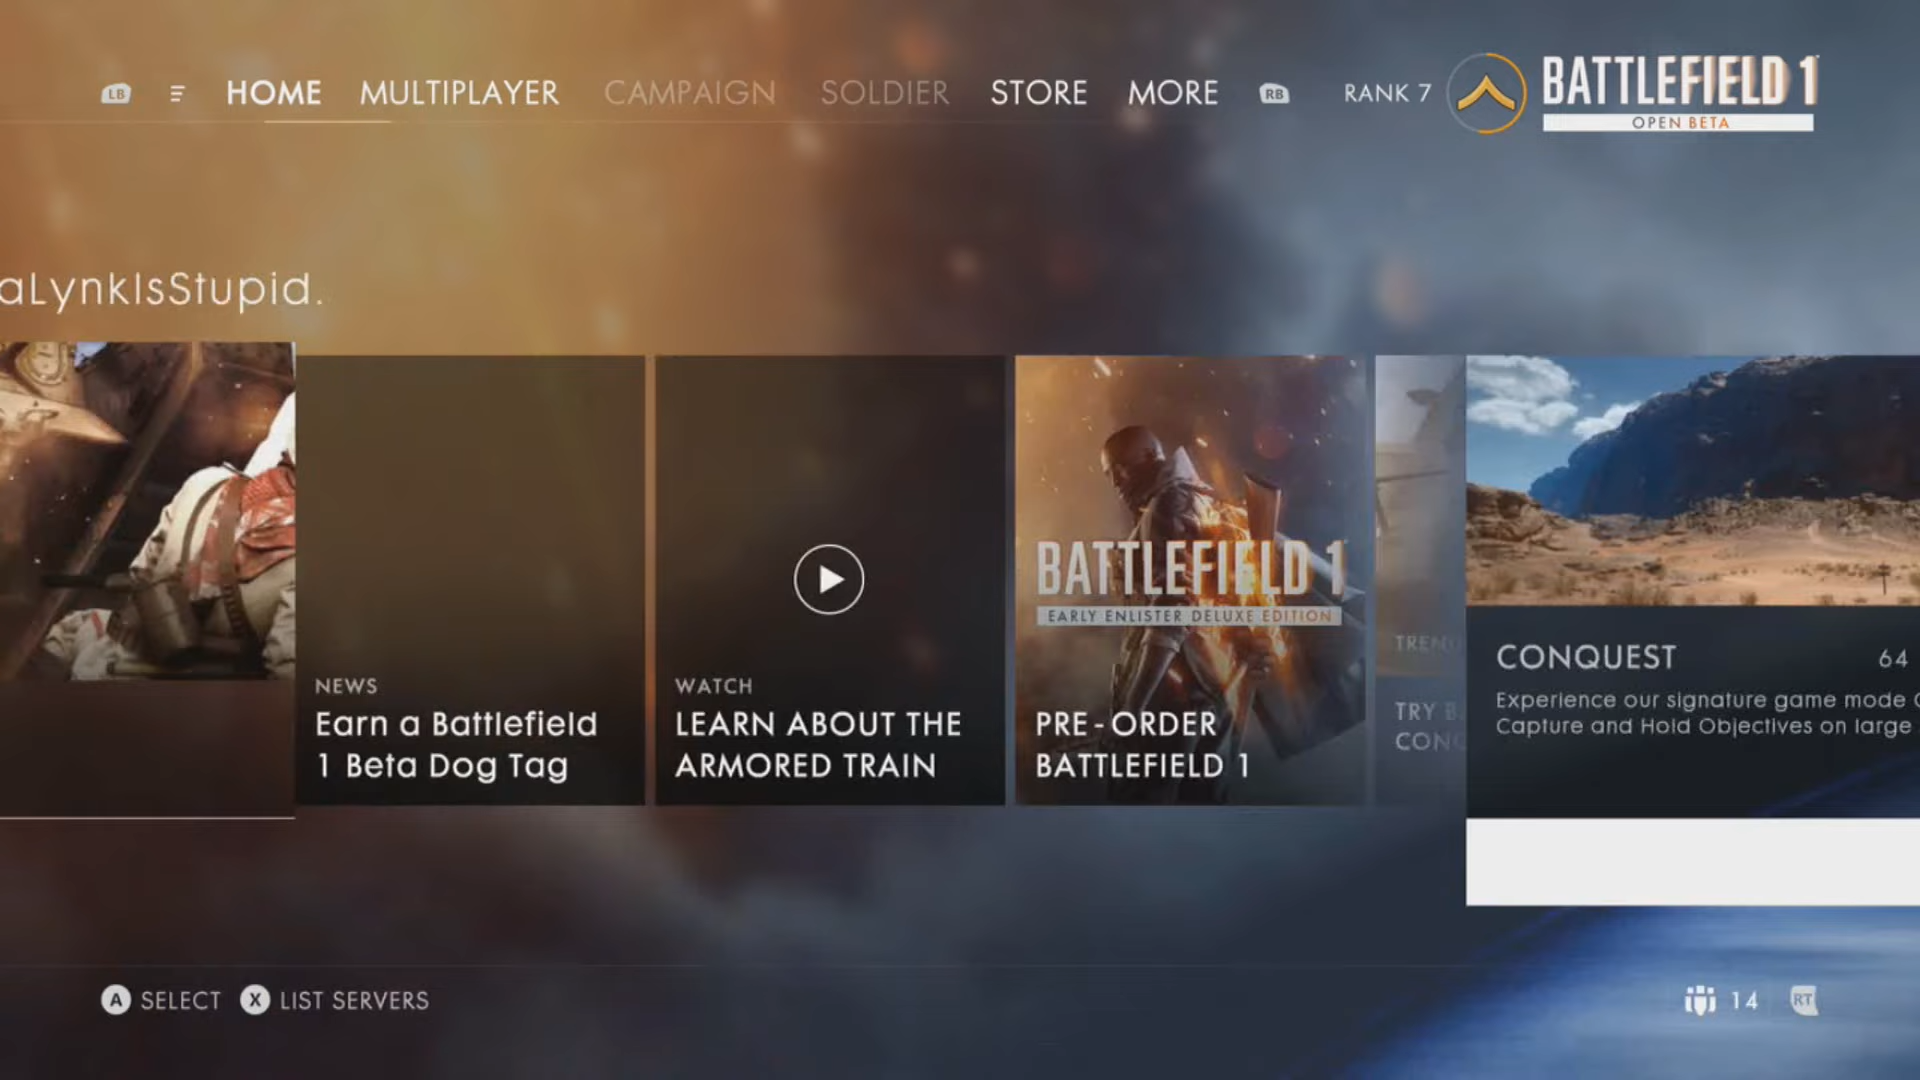 LB
HOME
MULTIPLAYER
CAMPAIGN
SOLDIER
STORE
MORE
RB
RANK 7
BATTLEFIELD 1
OPEN BETA
aLynkIsStupid.
NEWS
Earn a Battlefield
1 Beta Dog Tag
WATCH
LEARN ABOUT THE
ARMORED TRAIN
BATTLEFIELD 1
EARLY ENLISTER DELUXE EDITION
PRE-ORDER
BATTLEFIELD 1
TRY
CONQUEST 64
Experience our signature game mode
Capture and Hold Objectives on large
A SELECT X LIST SERVERS
14 RT